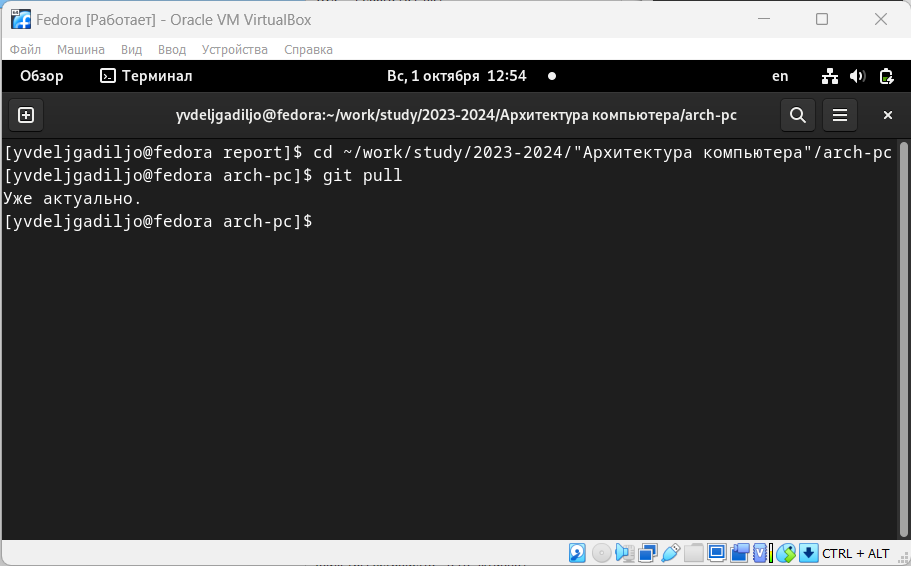 Fedora [Работает] - Oracle VM VirtualBox
Файл Машина Вид Ввод Устройства Справка
Обзор Терминал Вс, 1 октября 12:54 en
yvdeljgadiljo@fedora:~/work/study/2023-2024/Архитектура компьютера/arch-pc
[yvdeljgadiljo@fedora report]$ cd ~/work/study/2023-2024/"Архитектура компьютера"/arch-pc
[yvdeljgadiljo@fedora arch-pc]$ git pull
Уже актуально.
[yvdeljgadiljo@fedora arch-pc]$
CTRL + ALT